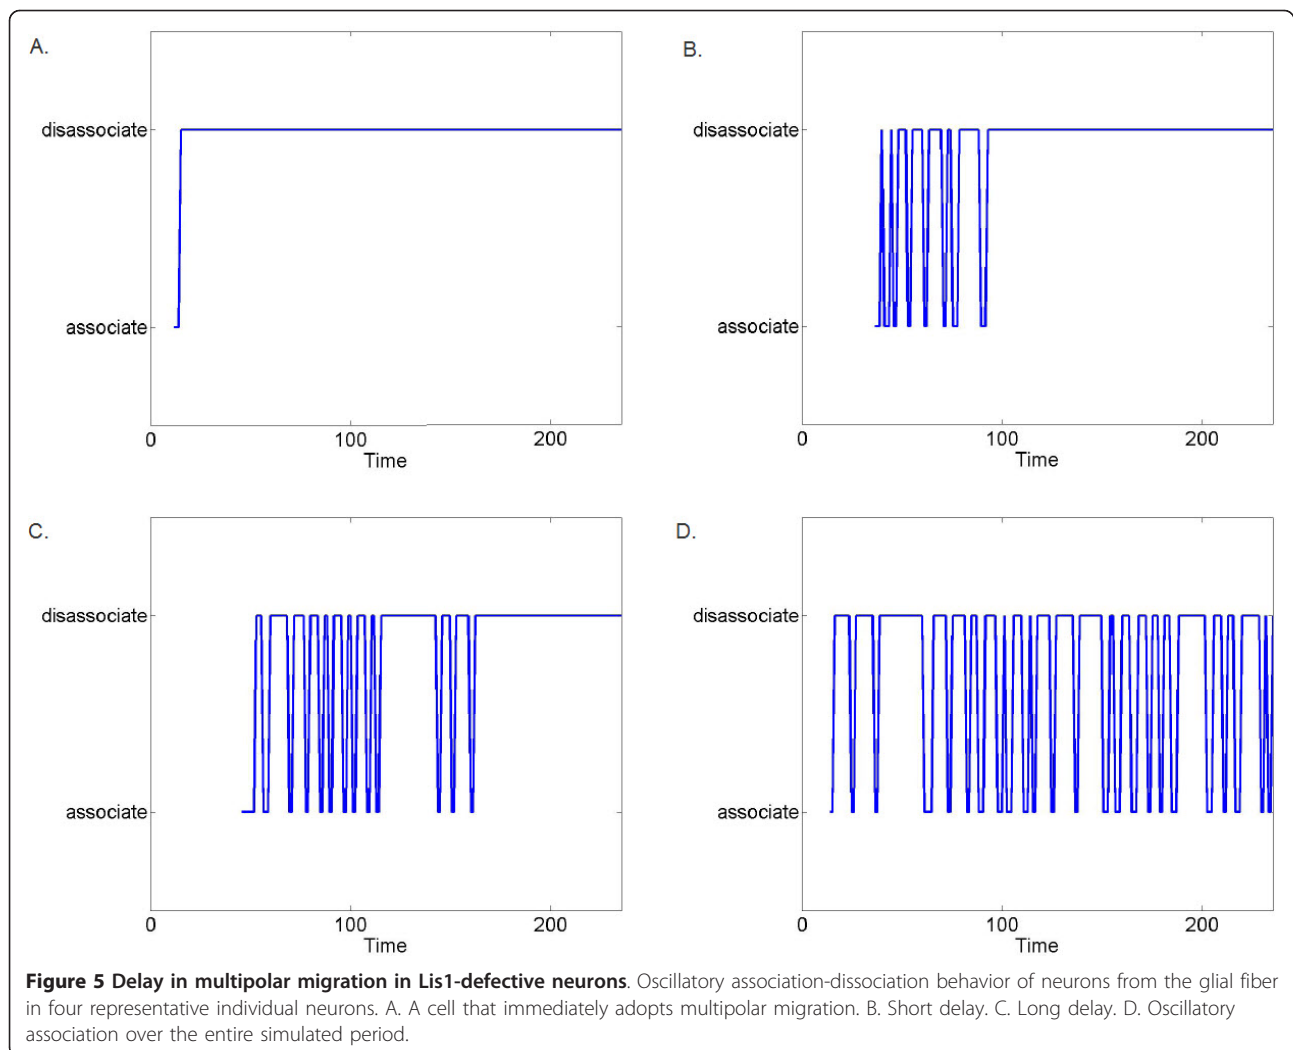 A.
disassociate
associate
0
100
200
Time
B.
disassociate
associate
0
100
200
Time
C.
disassociate
associate
0
100
200
Time
D.
disassociate
associate
0
100
200
Time
Figure 5 Delay in multipolar migration in Lis1-defective neurons. Oscillatory association-dissociation behavior of neurons from the glial fiber
in four representative individual neurons. A. A cell that immediately adopts multipolar migration. B. Short delay. C. Long delay. D. Oscillatory
association over the entire simulated period.